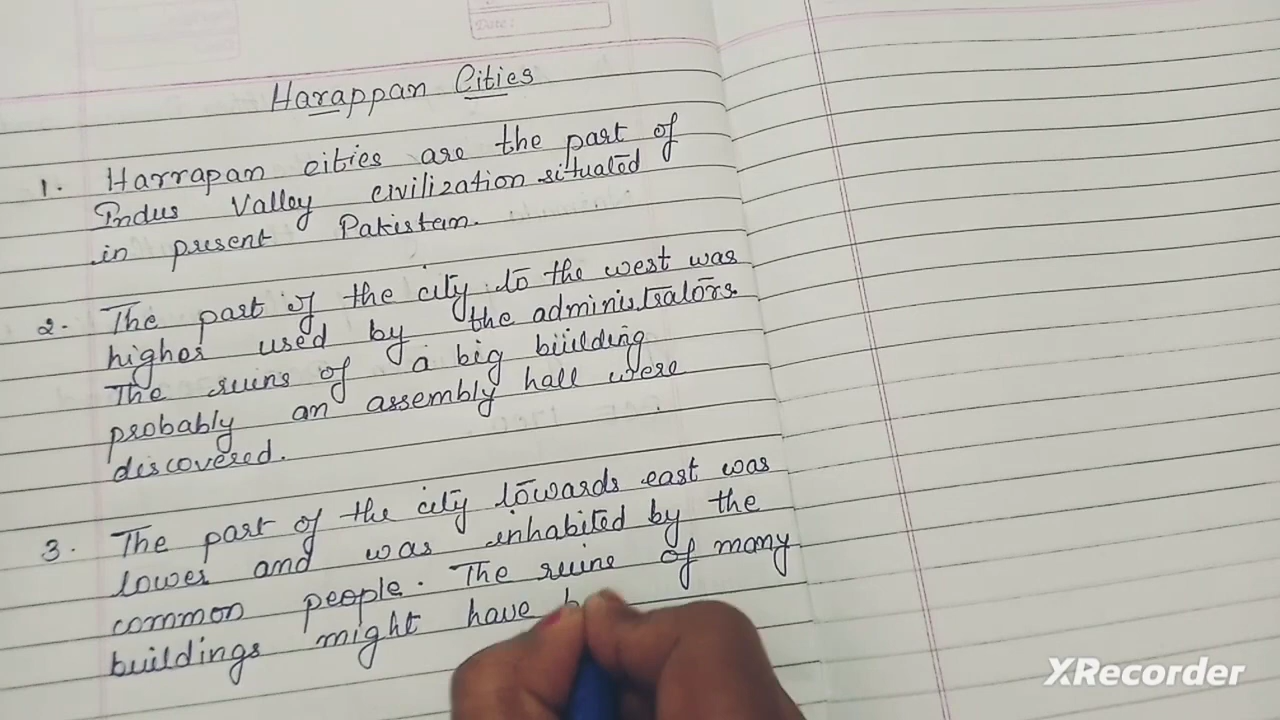 Date:
Harappan Cities
1. Harrapan cities are the part of
Indus Valley civilization situated
in present Pakistan.
2. The part of the city to the west was
higher used by the administrators.
The ruins of a big building
probably an assembly hall were
discovered.
3. The part of the city towards east was
lower and was inhabited by the
common people. The ruins of many
buildings might have
XRecorder